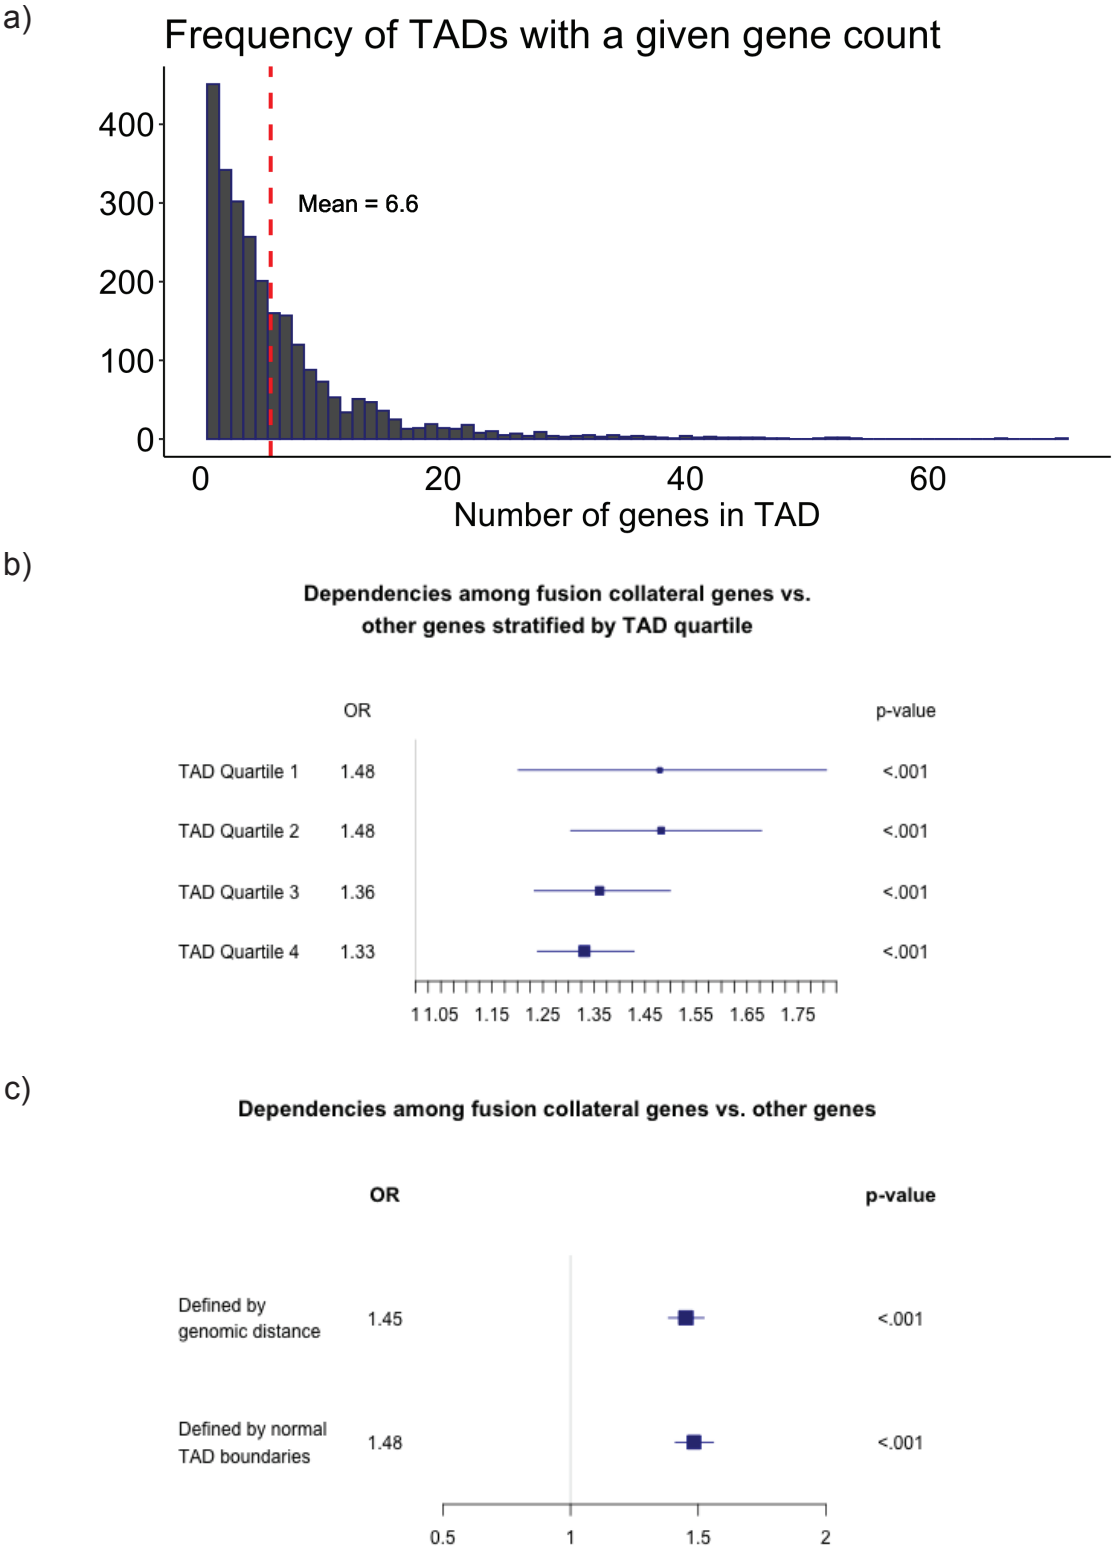 a)
Frequency of TADs with a given gene count
400
300
200
100
0
Mean = 6.6
0 20 40 60
Number of genes in TAD
b)
Dependencies among fusion collateral genes vs.
other genes stratified by TAD quartile
OR p-value
TAD Quartile 1 1.48 <.001
TAD Quartile 2 1.48 <.001
TAD Quartile 3 1.36 <.001
TAD Quartile 4 1.33 <.001
1 1.05 1.15 1.25 1.35 1.45 1.55 1.65 1.75
c)
Dependencies among fusion collateral genes vs. other genes
OR p-value
Defined by
genomic distance
1.45 <.001
Defined by normal
TAD boundaries
1.48 <.001
0.5 1 1.5 2